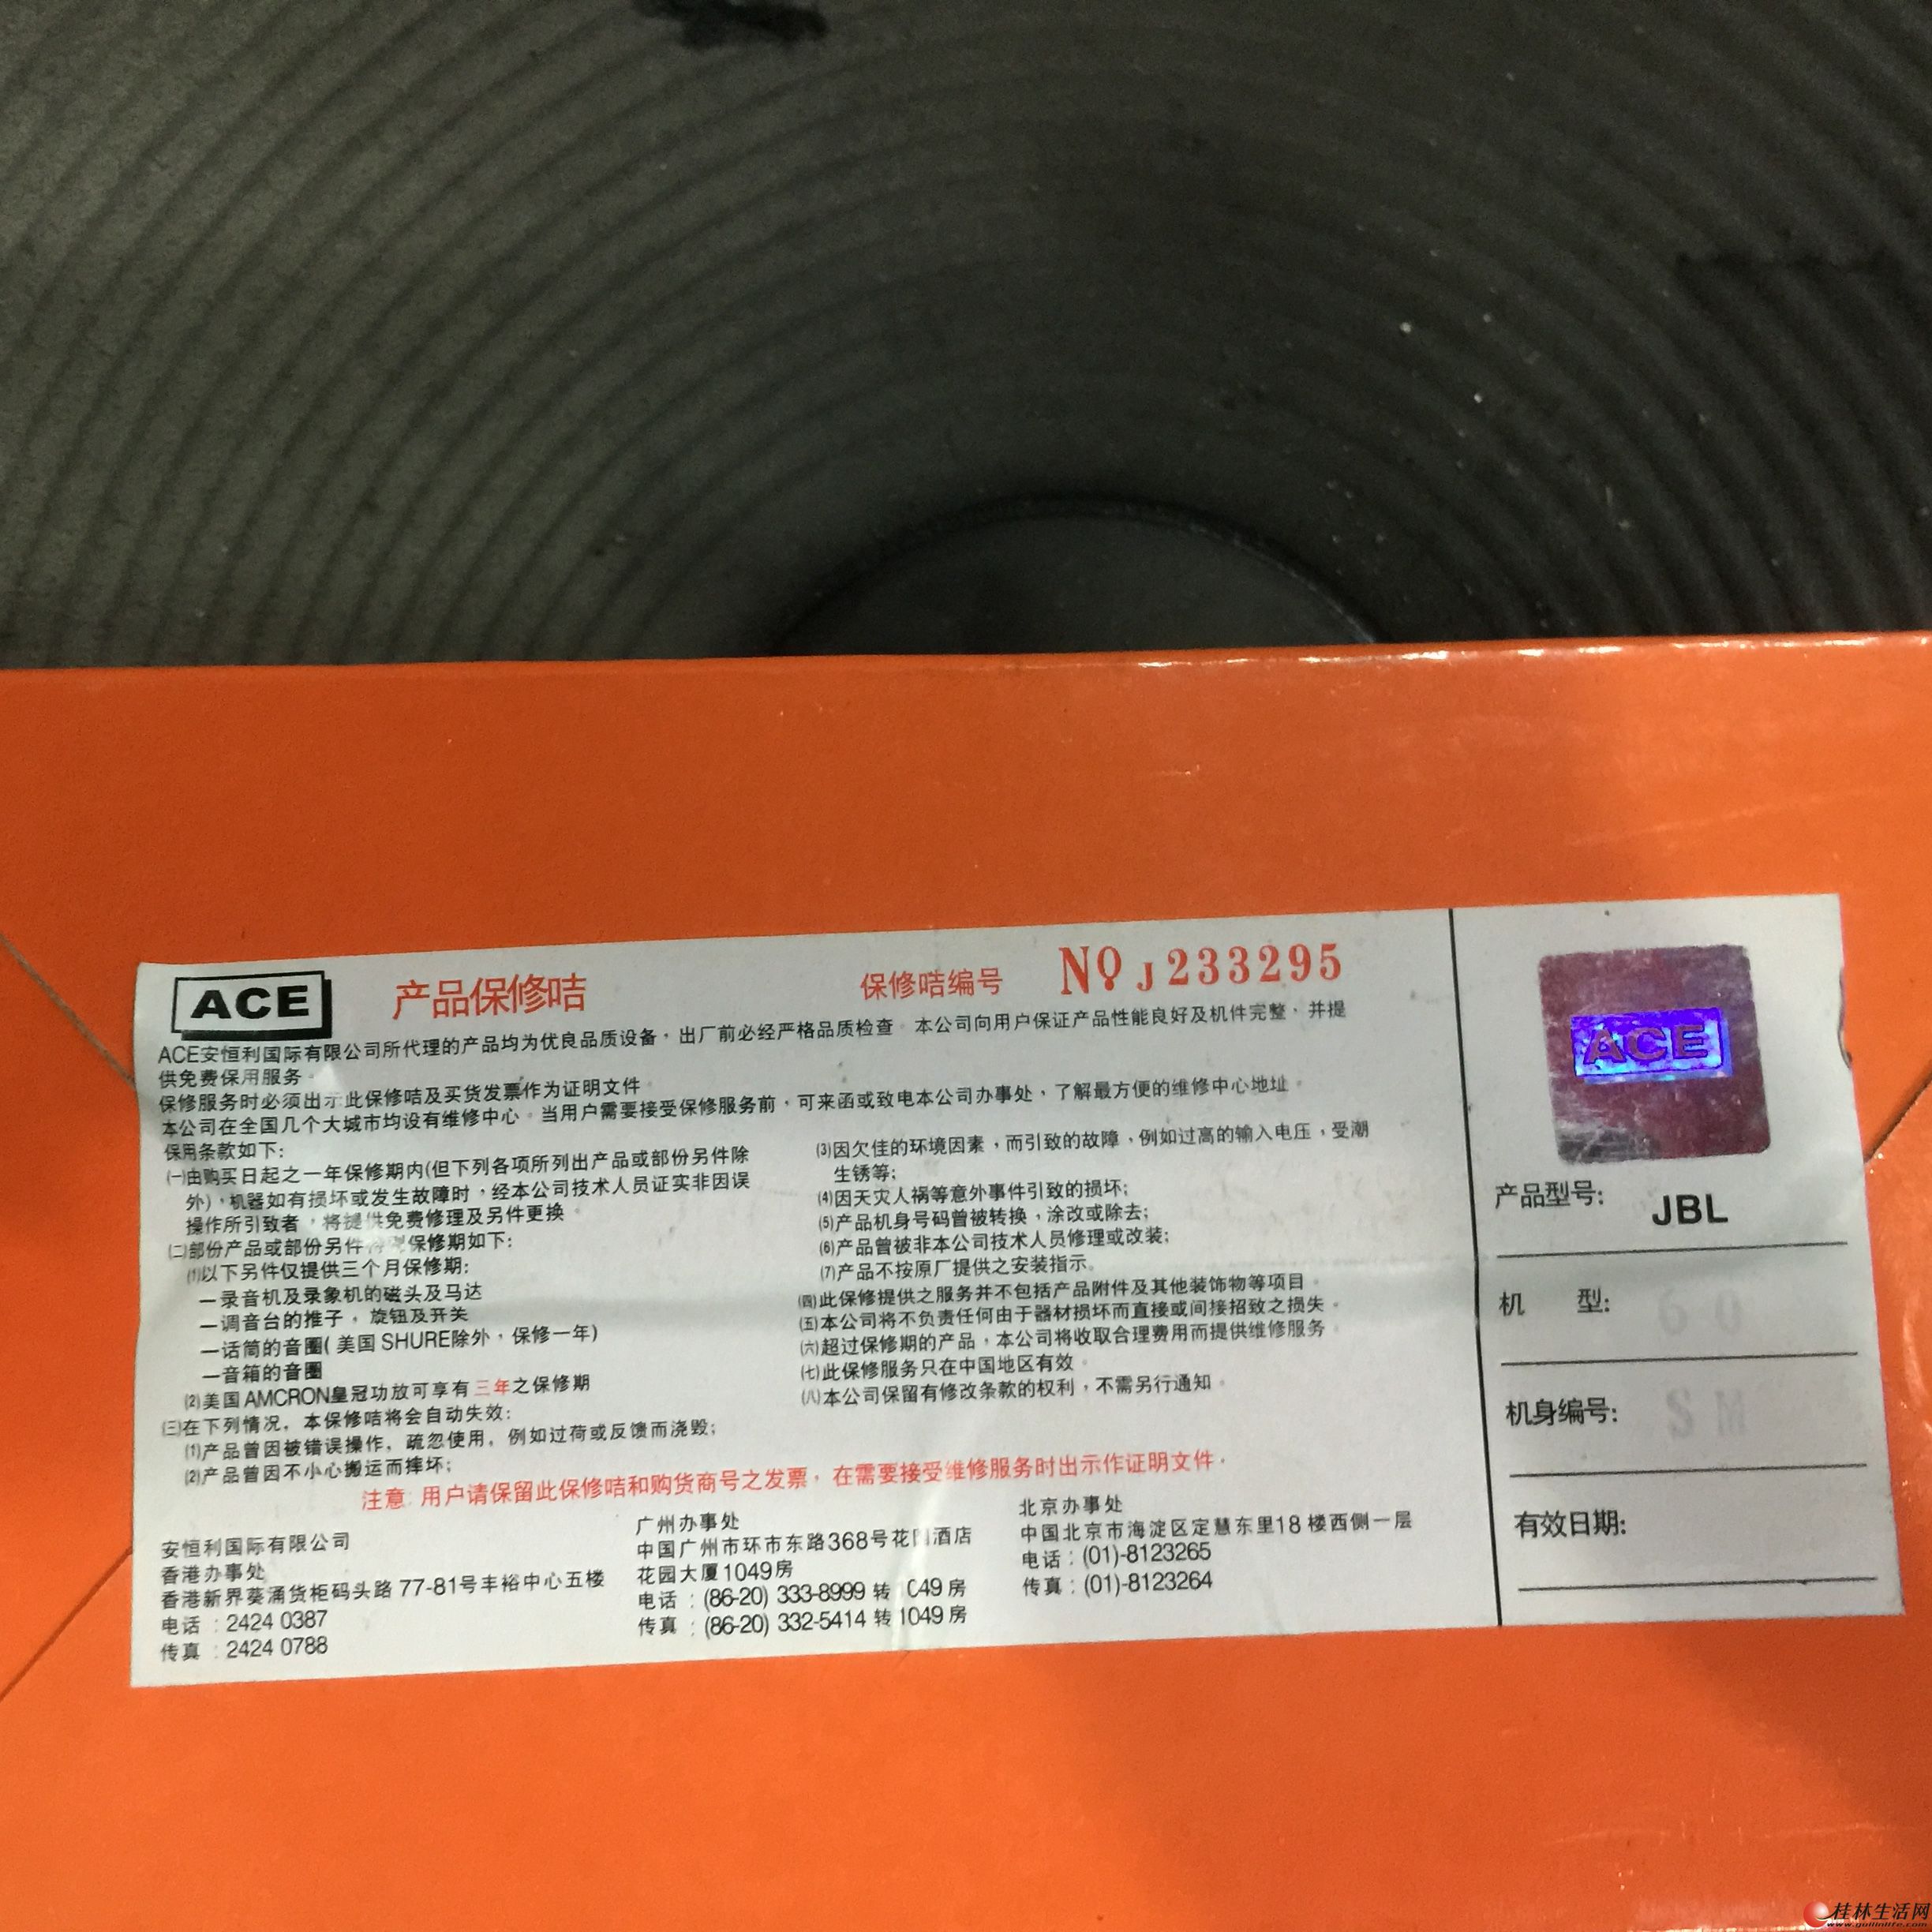 ACE
产品保修咭
保修咭编号 NO J233295
ACE安恒利国际有限公司所代理的产品均为优良品质设备，出厂前必经严格品质检查。本公司向用户保证产品性能良好及机件完整，并提
供免费保用服务。
保修服务时必须出示此保修咭及买货发票作为证明文件。
本公司在全国几个大城市均设有维修中心。当用户需要接受保修服务前，可来函或致电本公司办事处，了解最方便的维修中心地址。
保用条款如下:
㈠由购买日起之一年保修期内(但下列各项所列出产品或部份另件除
外)，机器如有损坏或发生故障时，经本公司技术人员证实非因误
操作所引致者，将提供免费修理及另件更换。
㈡部份产品或部份另件 保修期如下:
⑴以下另件仅提供三个月保修期:
—录音机及录象机的磁头及马达
—调音台的推子，旋钮及开关
—话筒的音圈(美国SHURE除外，保修一年)
—音箱的音圈
⑵美国AMCRON皇冠功放可享有三年之保修期
㈢在下列情况，本保修咭将会自动失效:
⑴产品曾因被错误操作，疏忽使用，例如过荷或反馈而浇毁;
⑵产品曾因不小心搬运而摔坏;
⑶因欠佳的环境因素，而引致的故障，例如过高的输入电压，受潮
生锈等;
⑷因天灾人祸等意外事件引致的损坏;
⑸产品机身号码曾被转换，涂改或除去;
⑹产品曾被非本公司技术人员修理或改装;
⑺产品不按原厂提供之安装指示。
㈣此保修提供之服务并不包括产品附件及其他装饰物等项目。
㈤本公司将不负责任何由于器材损坏而直接或间接招致之损失。
㈥超过保修期的产品，本公司将收取合理费用而提供维修服务。
㈦此保修服务只在中国地区有效。
㈧本公司保留有修改条款的权利，不需另行通知。
注意:用户请保留此保修咭和购货商号之发票，在需要接受维修服务时出示作证明文件。
安恒利国际有限公司
香港办事处
香港新界葵涌货柜码头路77-81号丰裕中心五楼
电话:2424 0387
传真:2424 0788
广州办事处
中国广州市环市东路368号花园酒店
花园大厦1049房
电话:(86-20) 333-8999 转1049房
传真:(86-20) 332-5414 转1049房
北京办事处
中国北京市海淀区定慧东里18楼西侧一层
电话:(01)-8123265
传真:(01)-8123264
ACE
产品型号: JBL
机 型:
机身编号: SM
有效日期:
桂林生活网
www.guilinlife.com